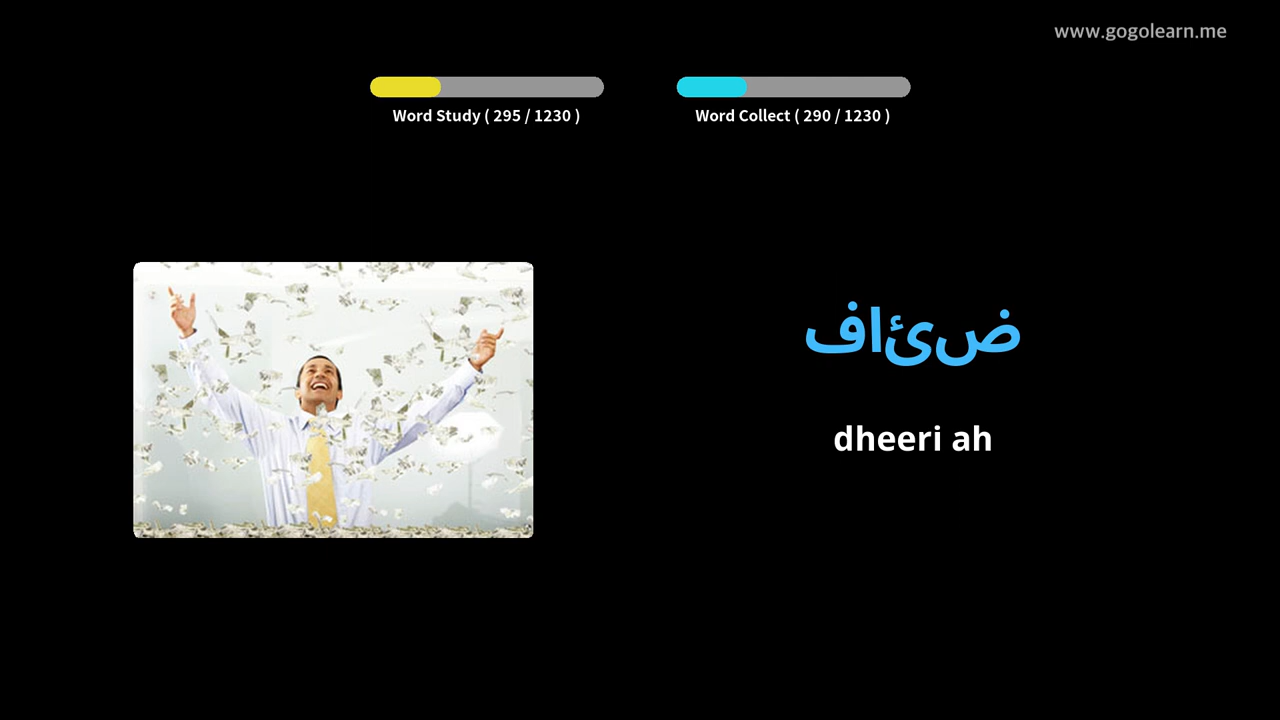 www.gogolearn.me
Word Study ( 295 / 1230 )
Word Collect ( 290 / 1230 )
ضئاف
dheeri ah